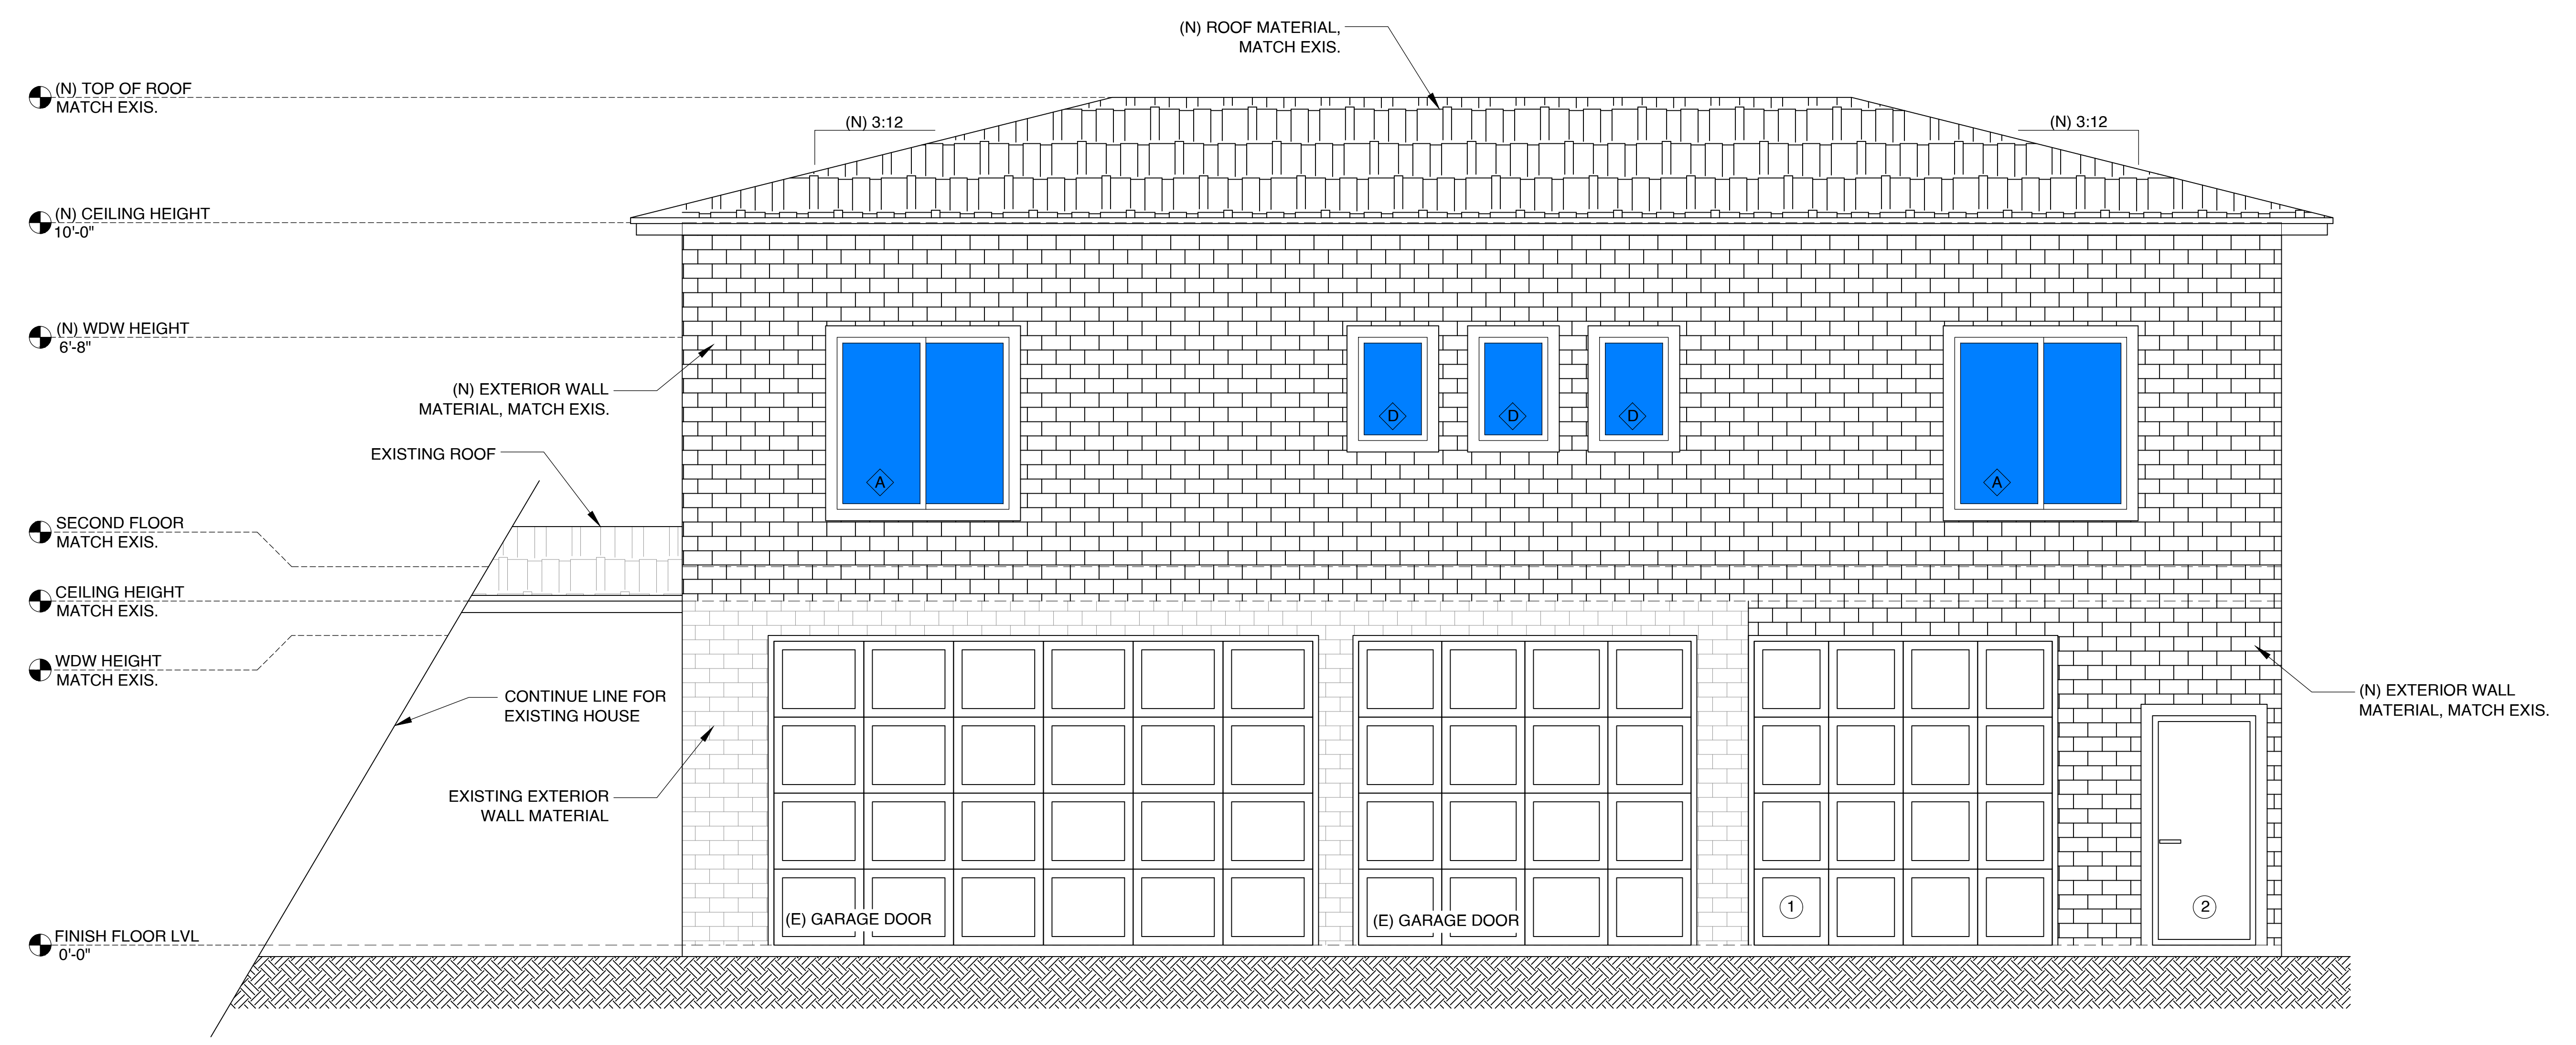 (N) ROOF MATERIAL,
MATCH EXIS.
(N) TOP OF ROOF
MATCH EXIS.
(N) 3:12
(N) 3:12
(N) CEILING HEIGHT
10'-0"
(N) WDW HEIGHT
6'-8"
(N) EXTERIOR WALL
MATERIAL, MATCH EXIS.
D
D
D
EXISTING ROOF
A
A
SECOND FLOOR
MATCH EXIS.
CEILING HEIGHT
MATCH EXIS.
WDW HEIGHT
MATCH EXIS.
CONTINUE LINE FOR
EXISTING HOUSE
(N) EXTERIOR WALL
MATERIAL, MATCH EXIS.
EXISTING EXTERIOR
WALL MATERIAL
(E) GARAGE DOOR
(E) GARAGE DOOR
1
2
FINISH FLOOR LVL
0'-0"